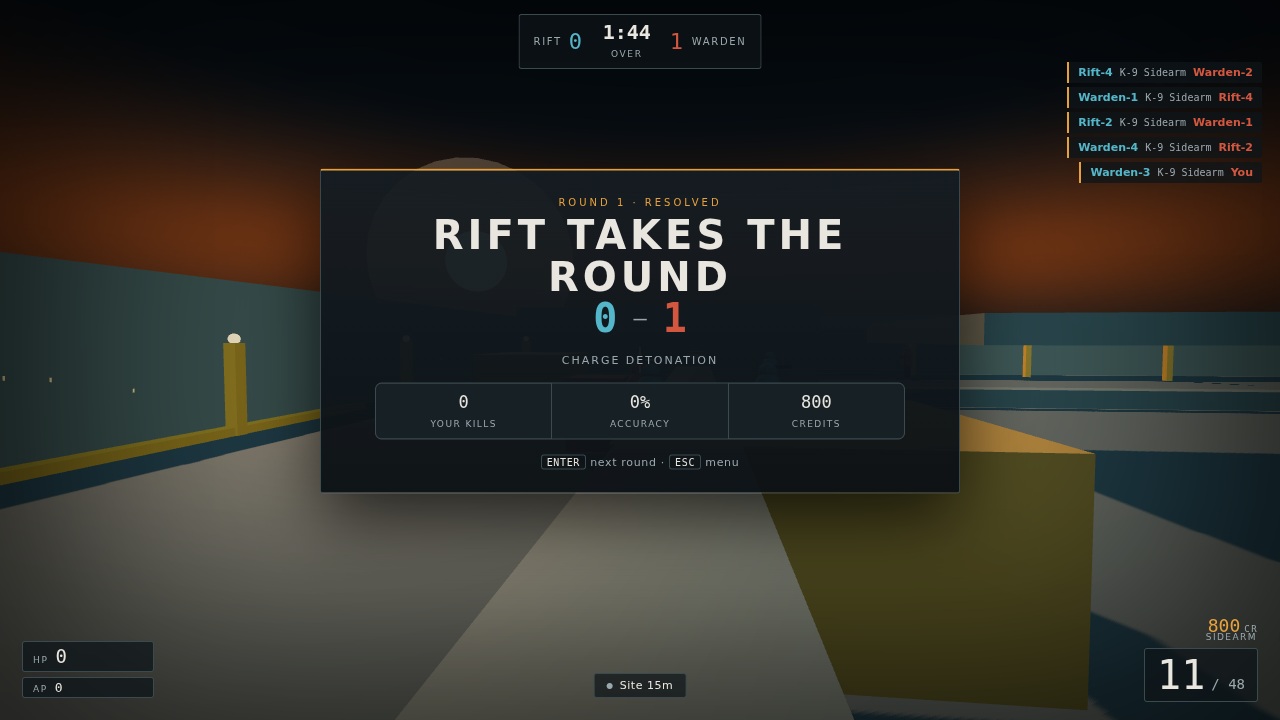 RIFT 0 1:44 1 WARDEN
OVER
Rift-4 K-9 Sidearm Warden-2
Warden-1 K-9 Sidearm Rift-4
Rift-2 K-9 Sidearm Warden-1
Warden-4 K-9 Sidearm Rift-2
Warden-3 K-9 Sidearm You
ROUND 1 · RESOLVED
RIFT TAKES THE
ROUND
0 – 1
CHARGE DETONATION
0 0% 800
YOUR KILLS ACCURACY CREDITS
ENTER next round · ESC menu
HP 0
AP 0
Site 15m
800 CR
SIDEARM
11 / 48